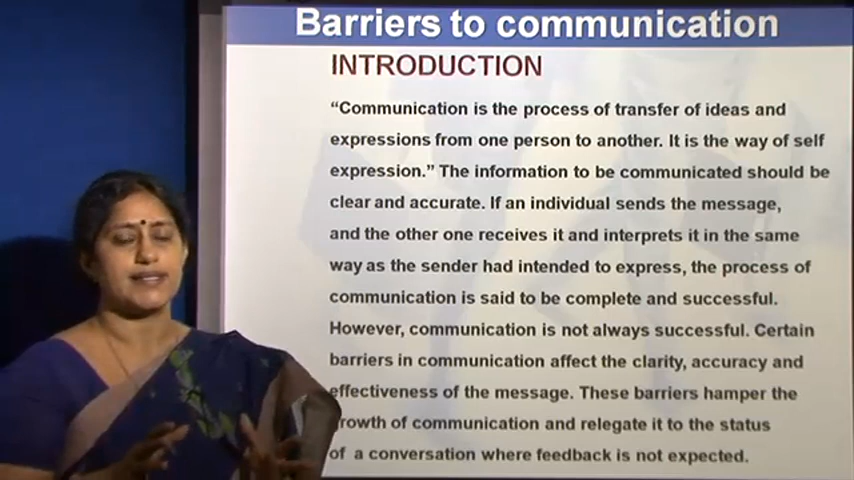 Barriers to communication
INTRODUCTION
“Communication is the process of transfer of ideas and
expressions from one person to another. It is the way of self
expression.” The information to be communicated should be
clear and accurate. If an individual sends the message,
and the other one receives it and interprets it in the same
way as the sender had intended to express, the process of
communication is said to be complete and successful.
However, communication is not always successful. Certain
barriers in communication affect the clarity, accuracy and
effectiveness of the message. These barriers hamper the
growth of communication and relegate it to the status
of a conversation where feedback is not expected.